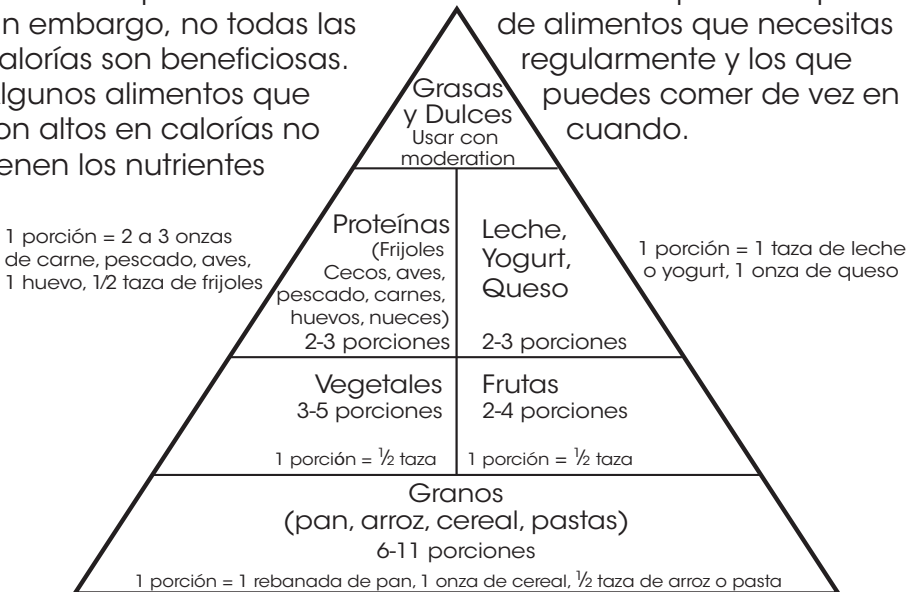 n embargo, no todas las
alorías son beneficiosas.
lgunos alimentos que
on altos en calorías no
enen los nutrientes
de alimentos que necesitas
regularmente y los que
puedes comer de vez en
cuando.
Grasas
y Dulces
Usar con
moderation
1 porción = 2 a 3 onzas
de carne, pescado, aves,
1 huevo, 1/2 taza de frijoles
Proteínas
(Frijoles
Cecos, aves,
pescado, carnes,
huevos, nueces)
2-3 porciones
Leche,
Yogurt,
Queso
2-3 porciones
1 porción = 1 taza de leche
o yogurt, 1 onza de queso
Vegetales
3-5 porciones
1 porción = ½ taza
Frutas
2-4 porciones
1 porción = ½ taza
Granos
(pan, arroz, cereal, pastas)
6-11 porciones
1 porción = 1 rebanada de pan, 1 onza de cereal, ½ taza de arroz o pasta